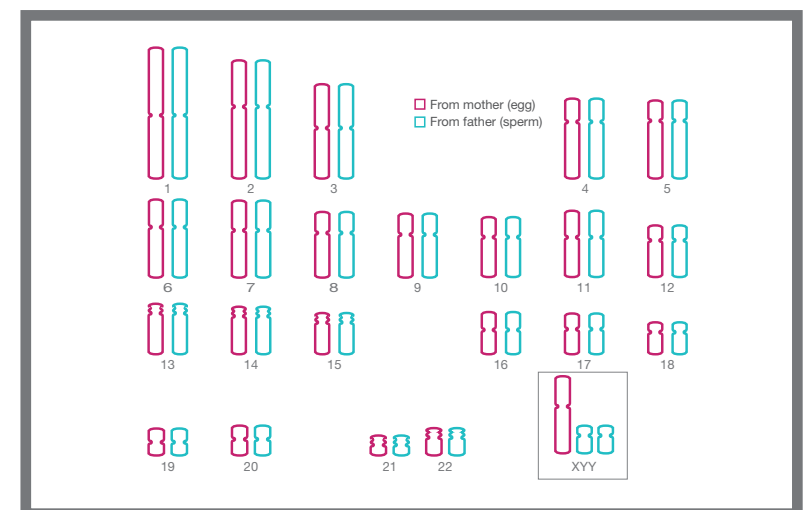 From mother (egg)
From father (sperm)
1 2 3 4 5
6 7 8 9 10 11 12
13 14 15 16 17 18
19 20 21 22 XYY